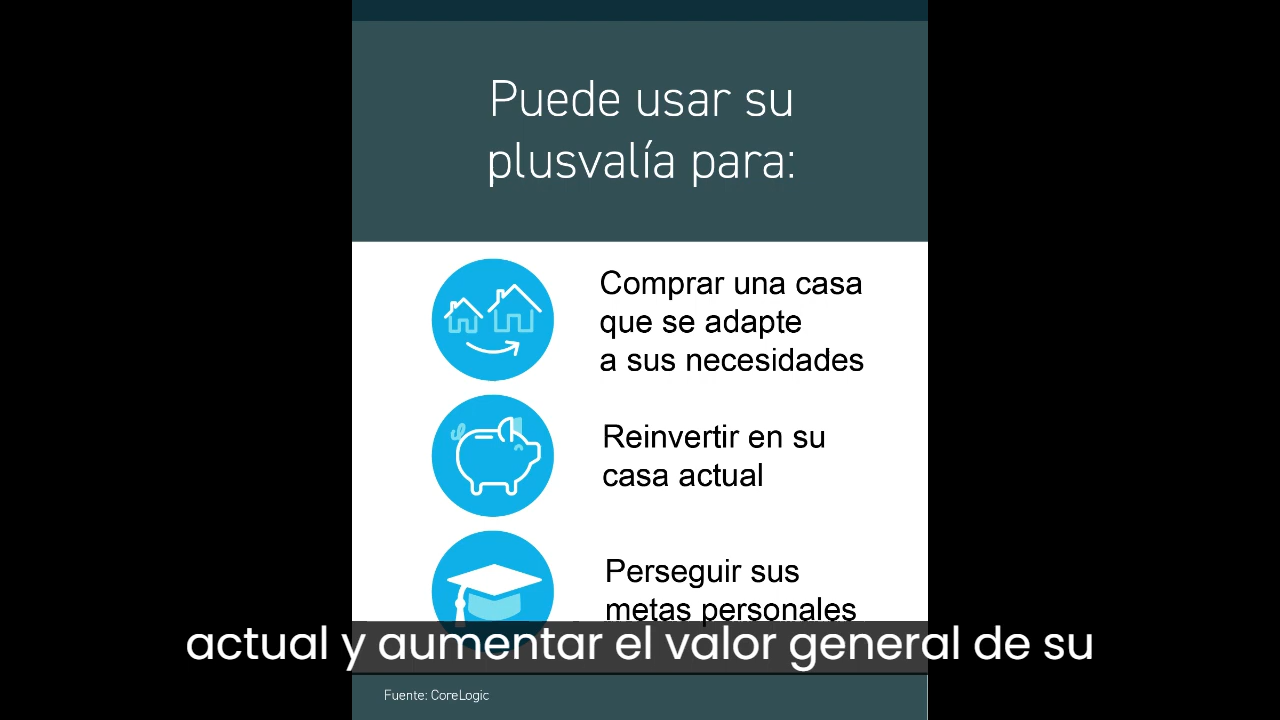 Puede usar su
plusvalía para:
Comprar una casa
que se adapte
a sus necesidades
Reinvertir en su
casa actual
Perseguir sus
metas personales
actual y aumentar el valor general de su
Fuente: CoreLogic